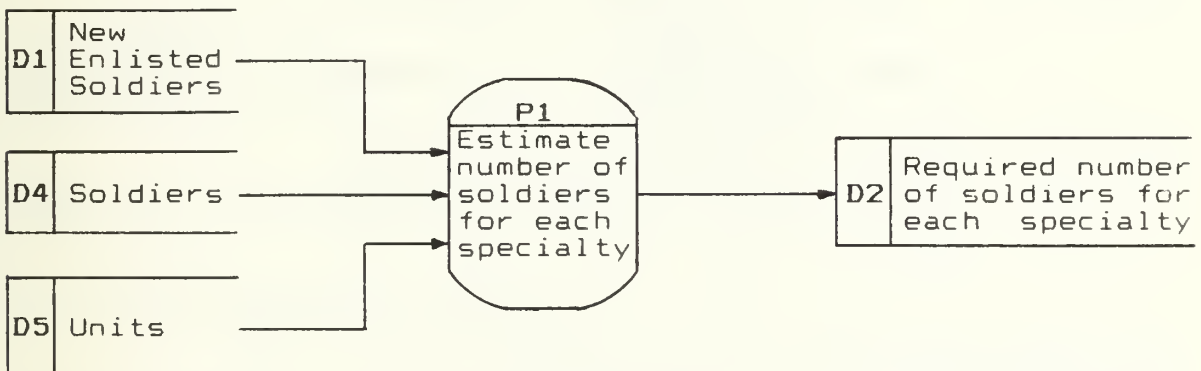 D1
New
Enlisted
Soldiers
D4
Soldiers
D5
Units
P1
Estimate
number of
soldiers
for each
specialty
D2
Required number
of soldiers for
each specialty